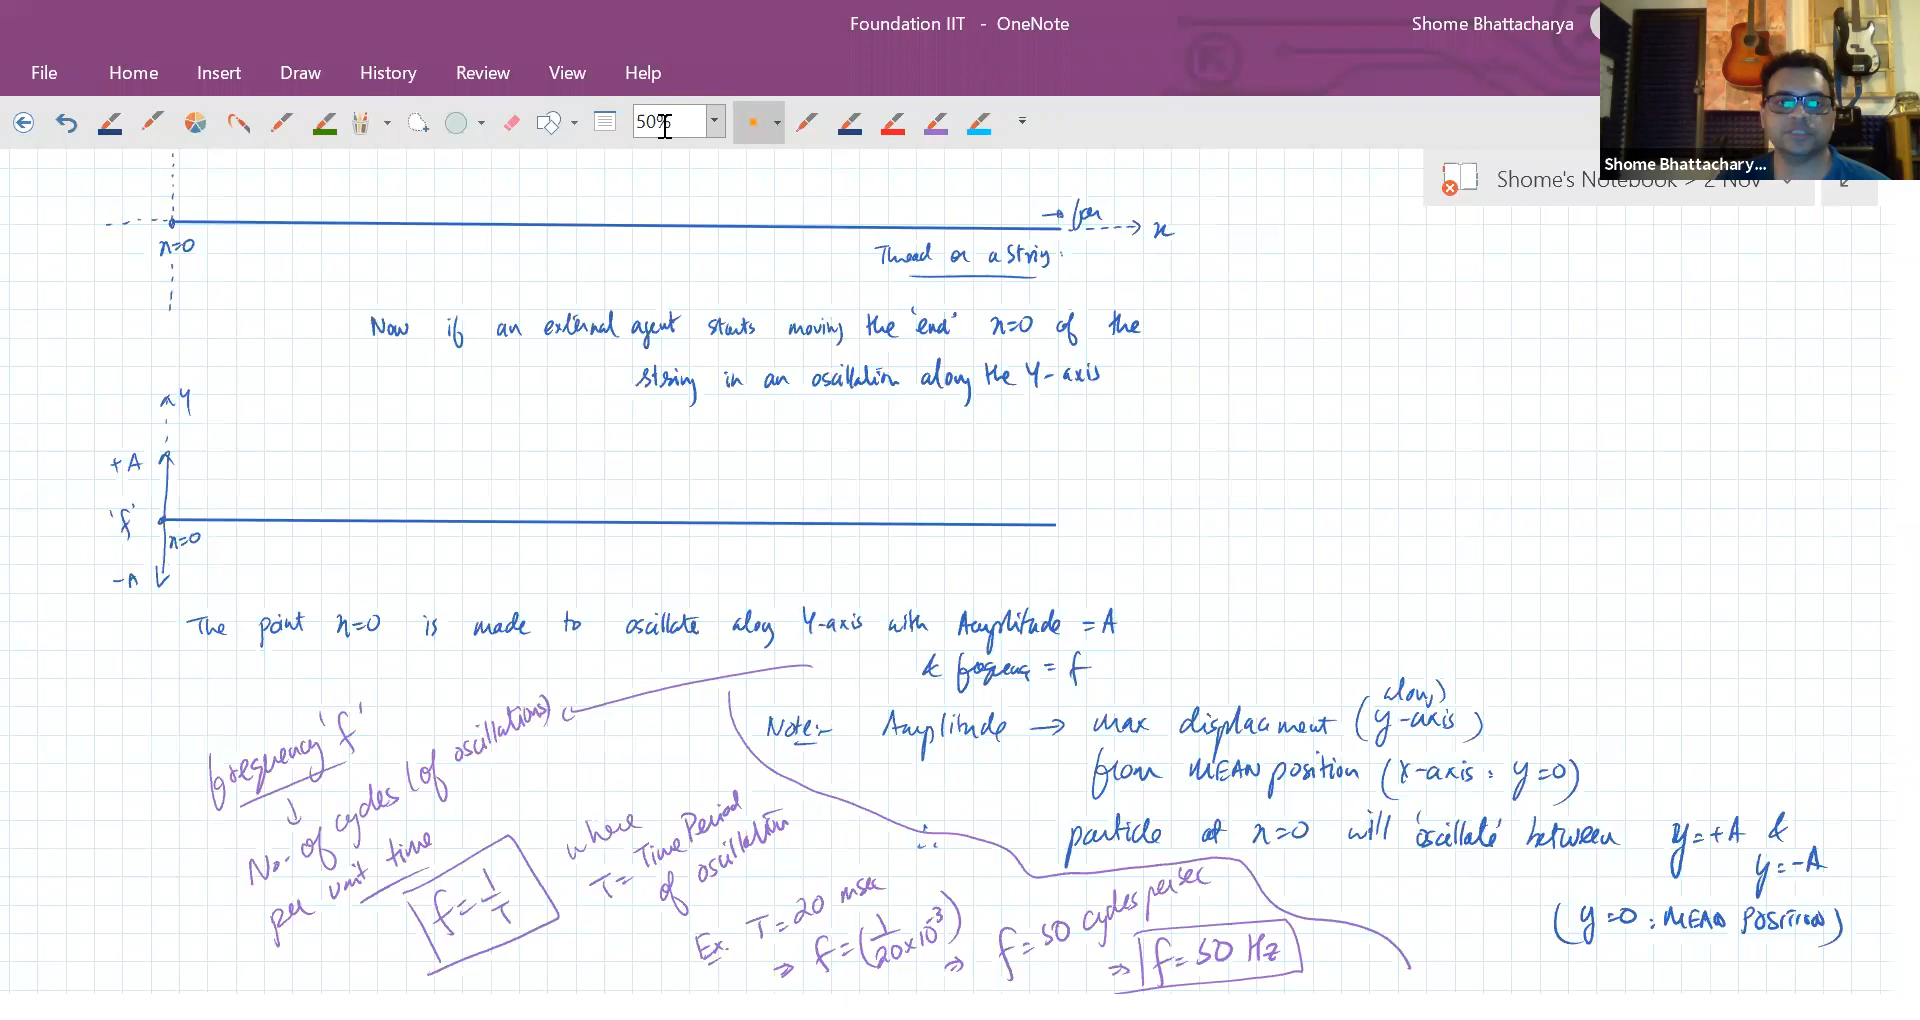 Foundation IIT - OneNote
Shome Bhattacharya
File Home Insert Draw History Review View Help
50%
Shome Bhattachary...
Shome's Notebook > 2 Nov
x=0
x
Thread or a String.
Now if an external agent starts moving the 'end' x=0 of the
string in an oscillation along the Y-axis
Y
+A
'f'
x=0
-A
The point x=0 is made to oscillate along Y-axis with Amplitude = A
& frequency = f
Note:- Amplitude → max displacment (along y-axis)
from MEAN position (x-axis: y=0)
∴ particle at x=0 will 'oscillate' between y=+A &
y=-A
(y=0 : MEAN POSITION)
frequency 'f'
↓
No. of cycles (of oscillations)
per unit time
f = 1/T
where
T = Time Period
of oscillation
Ex. T = 20 msec
⇒ f = (1/20×10⁻³)
⇒ f = 50 cycles per sec
⇒ f = 50 Hz